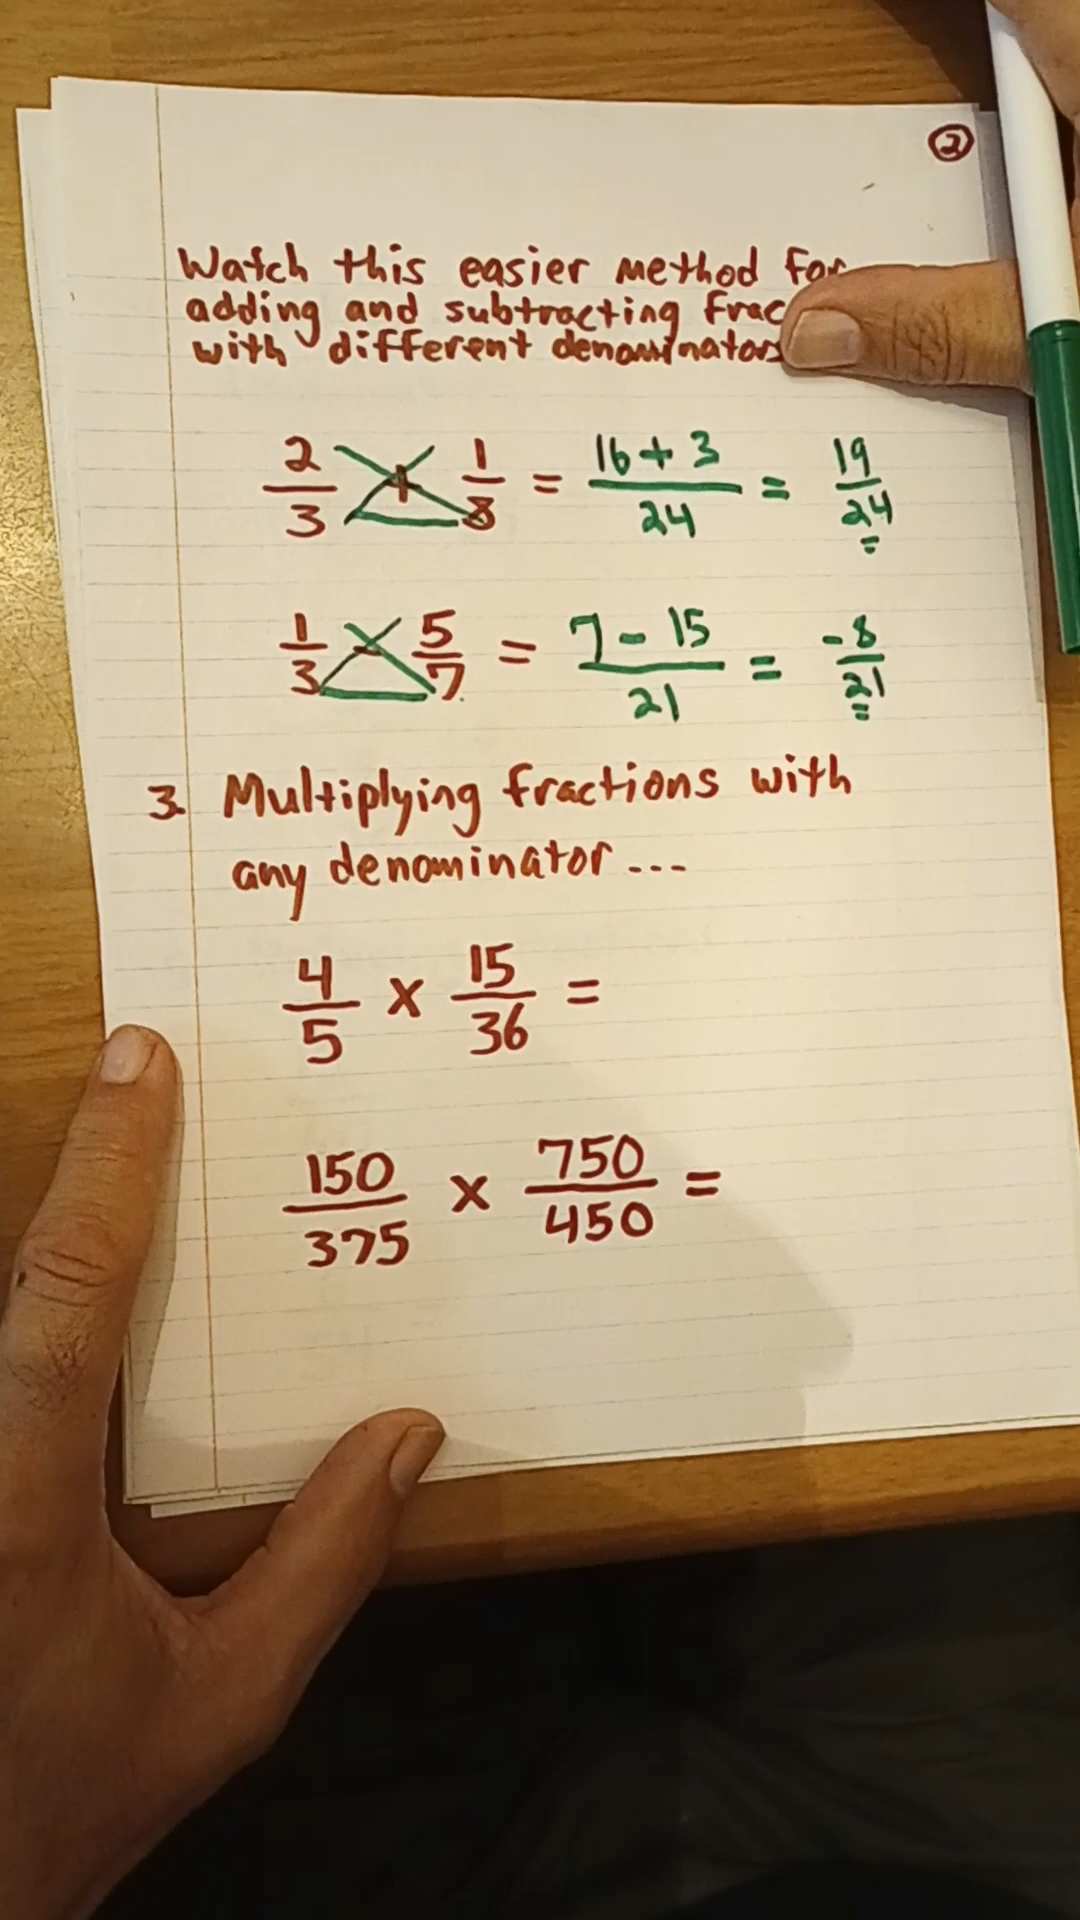 2
Watch this easier method for
adding and subtracting frac
with different denominators
2/3 + 1/8 = 16 + 3/24 = 19/24
1/3 - 5/7 = 7 - 15/21 = -8/21
3. Multiplying fractions with
any denominator...
4/5 x 15/36 =
150/375 x 750/450 =